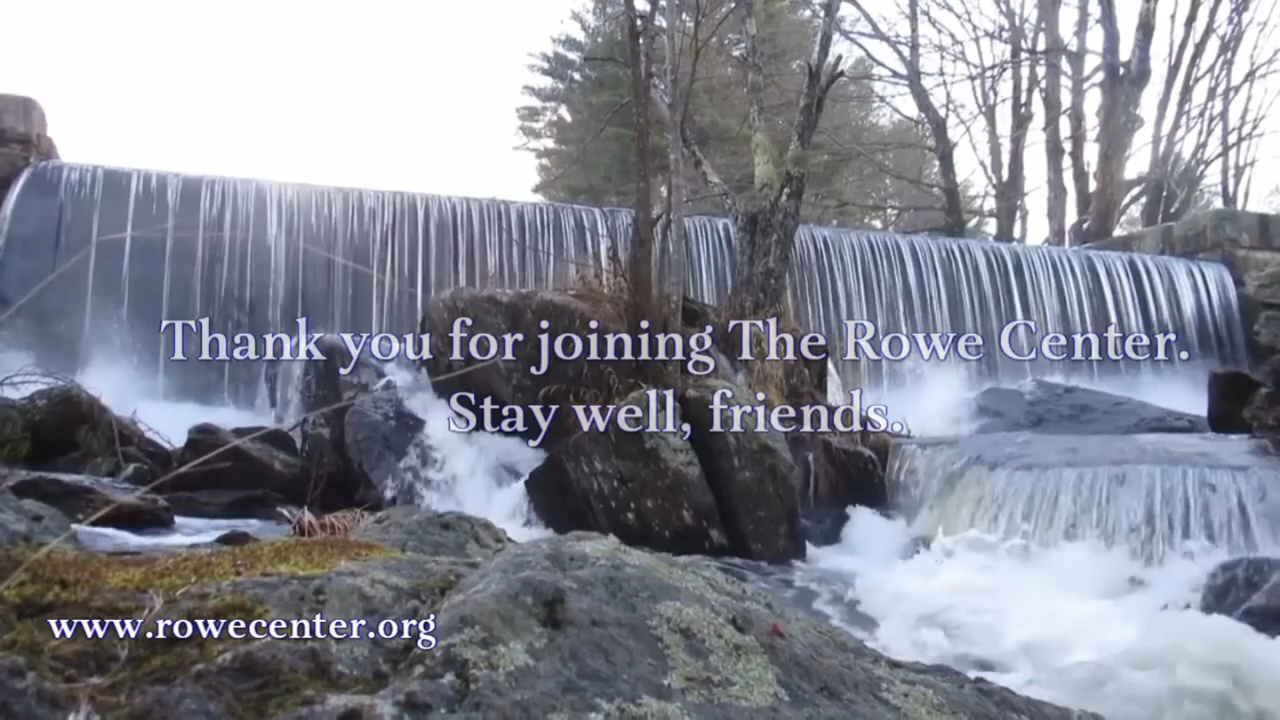 Thank you for joining The Rowe Center.
Stay well, friends.
www.rowecenter.org